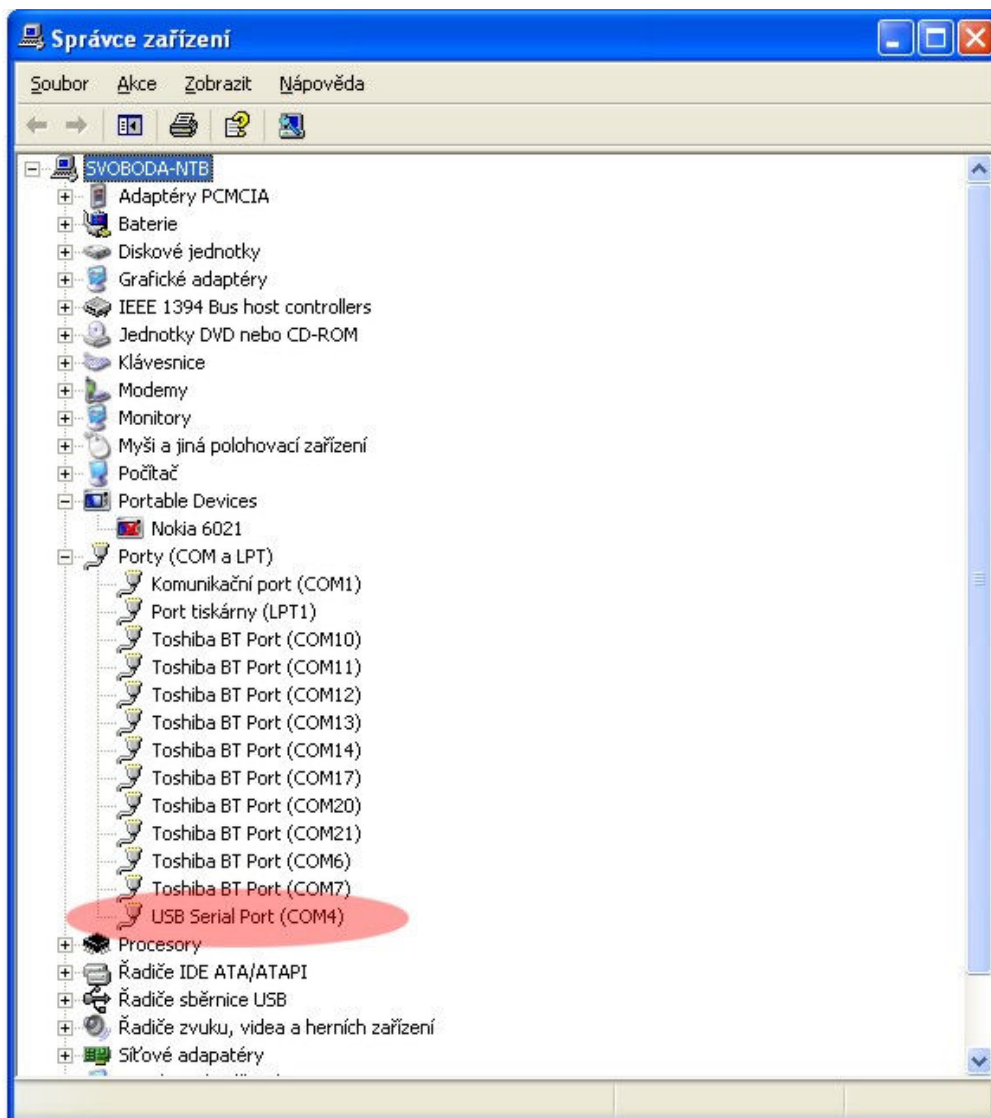 Správce zařízení
Soubor Akce Zobrazit Nápověda
SVOBODA-NTB
Adaptéry PCMCIA
Baterie
Diskové jednotky
Grafické adaptéry
IEEE 1394 Bus host controllers
Jednotky DVD nebo CD-ROM
Klávesnice
Modemy
Monitory
Myši a jiná polohovací zařízení
Počítač
Portable Devices
Nokia 6021
Porty (COM a LPT)
Komunikační port (COM1)
Port tiskárny (LPT1)
Toshiba BT Port (COM10)
Toshiba BT Port (COM11)
Toshiba BT Port (COM12)
Toshiba BT Port (COM13)
Toshiba BT Port (COM14)
Toshiba BT Port (COM17)
Toshiba BT Port (COM20)
Toshiba BT Port (COM21)
Toshiba BT Port (COM6)
Toshiba BT Port (COM7)
USB Serial Port (COM4)
Procesory
Řadiče IDE ATA/ATAPI
Řadiče sběrnice USB
Řadiče zvuku, videa a herních zařízení
Síťové adapatéry